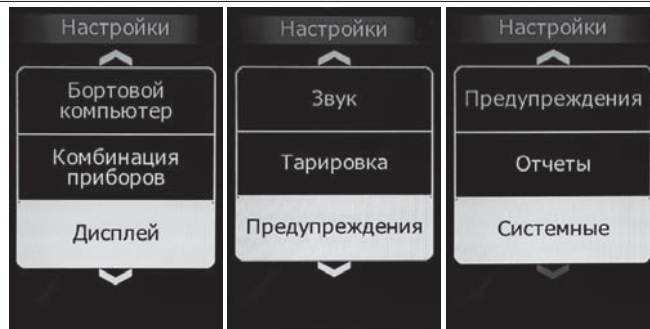 Настройки
Бортовой
компьютер
Комбинация
приборов
Дисплей
Настройки
Звук
Тарировка
Предупреждения
Настройки
Предупреждения
Отчеты
Системные